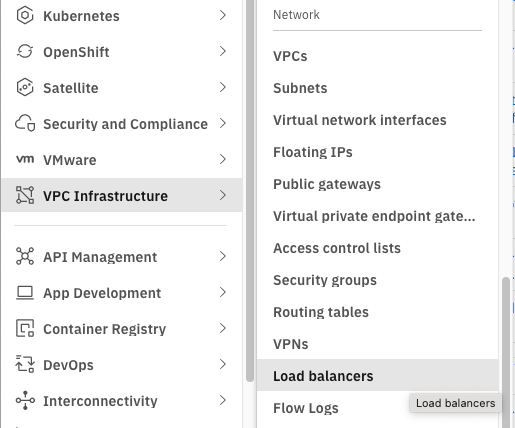 Kubernetes
OpenShift
Satellite
Security and Compliance
vm VMware
VPC Infrastructure
API Management
App Development
Container Registry
DevOps
Interconnectivity
Network
VPCs
Subnets
Virtual network interfaces
Floating IPs
Public gateways
Virtual private endpoint gate...
Access control lists
Security groups
Routing tables
VPNs
Load balancers
Load balancers
Flow Logs